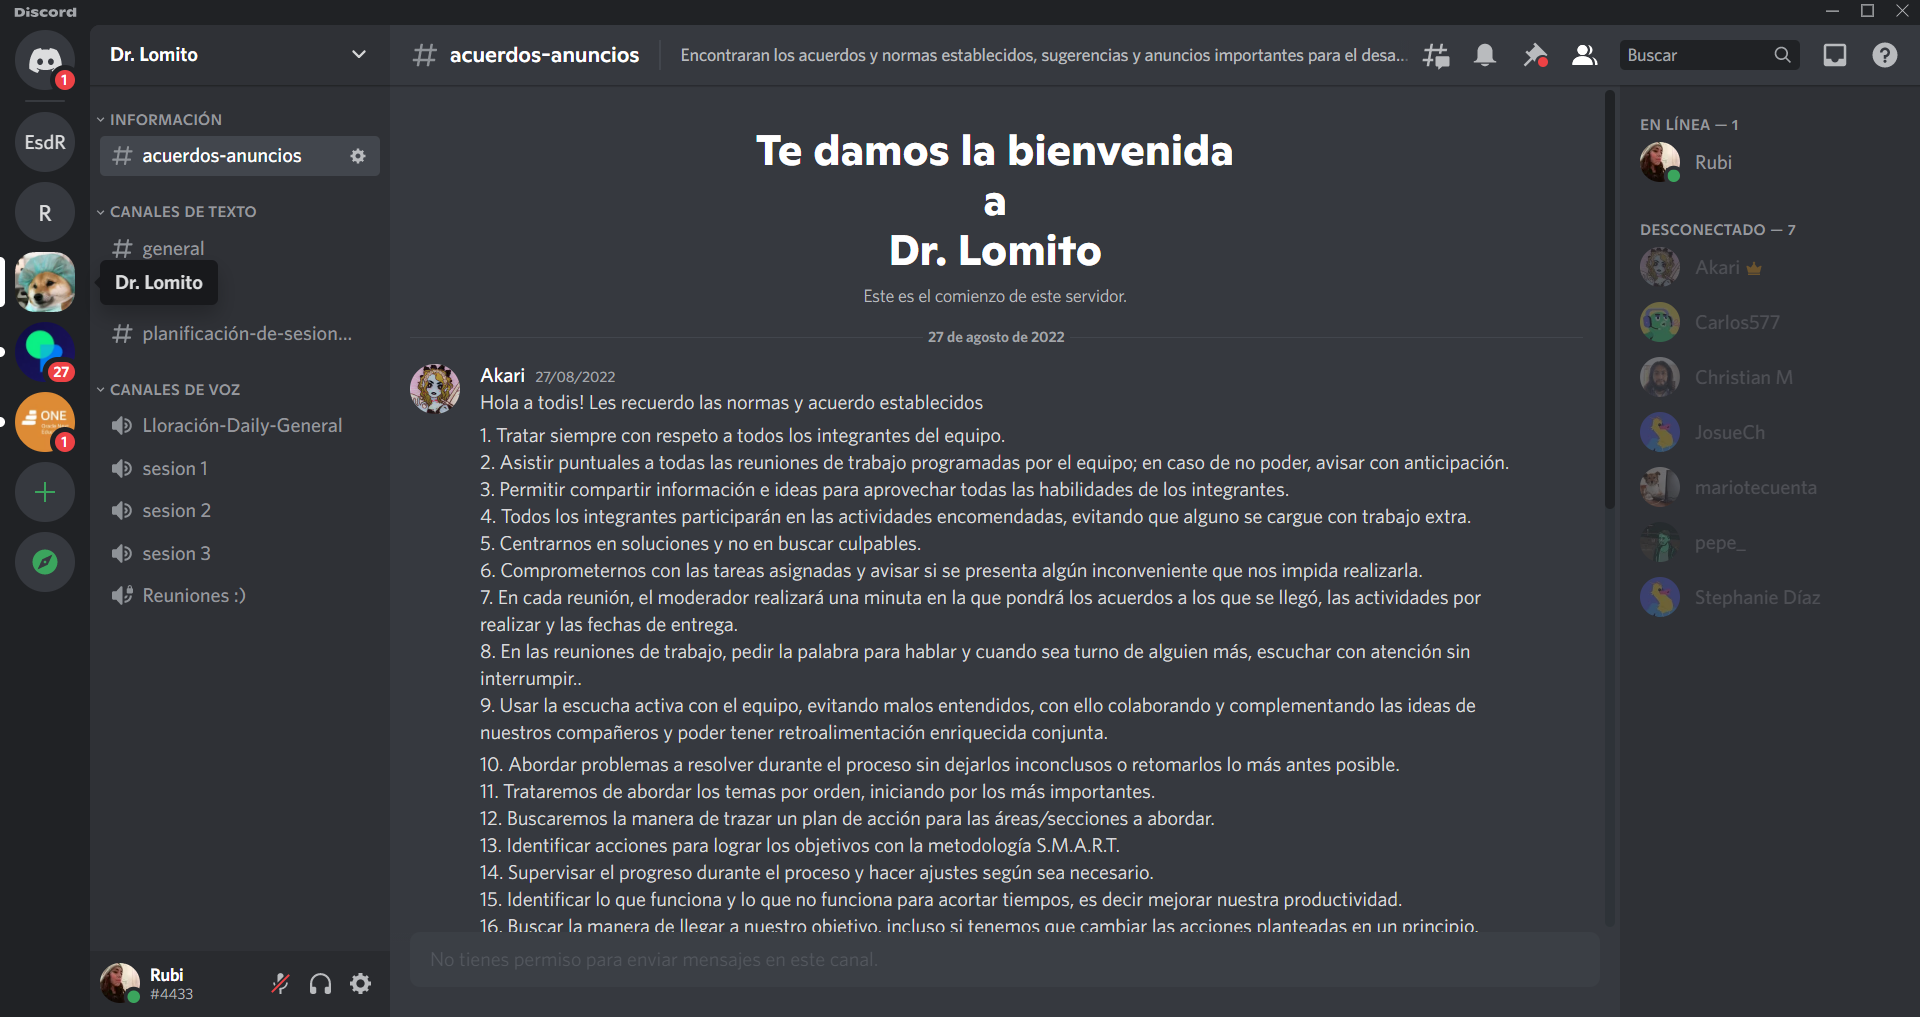 Discord
1
EsdR
R
27
ONE
1
Dr. Lomito
INFORMACIÓN
acuerdos-anuncios
CANALES DE TEXTO
general
Dr. Lomito
planificación-de-sesion...
CANALES DE VOZ
Lloración-Daily-General
sesion 1
sesion 2
sesion 3
Reuniones :)
Rubi
#4433
acuerdos-anuncios
Encontraran los acuerdos y normas establecidos, sugerencias y anuncios importantes para el desa...
Buscar
Te damos la bienvenida
a
Dr. Lomito
Este es el comienzo de este servidor.
27 de agosto de 2022
Akari 27/08/2022
Hola a todis! Les recuerdo las normas y acuerdo establecidos
1. Tratar siempre con respeto a todos los integrantes del equipo.
2. Asistir puntuales a todas las reuniones de trabajo programadas por el equipo; en caso de no poder, avisar con anticipación.
3. Permitir compartir información e ideas para aprovechar todas las habilidades de los integrantes.
4. Todos los integrantes participarán en las actividades encomendadas, evitando que alguno se cargue con trabajo extra.
5. Centrarnos en soluciones y no en buscar culpables.
6. Comprometernos con las tareas asignadas y avisar si se presenta algún inconveniente que nos impida realizarla.
7. En cada reunión, el moderador realizará una minuta en la que pondrá los acuerdos a los que se llegó, las actividades por
realizar y las fechas de entrega.
8. En las reuniones de trabajo, pedir la palabra para hablar y cuando sea turno de alguien más, escuchar con atención sin
interrumpir..
9. Usar la escucha activa con el equipo, evitando malos entendidos, con ello colaborando y complementando las ideas de
nuestros compañeros y poder tener retroalimentación enriquecida conjunta.
10. Abordar problemas a resolver durante el proceso sin dejarlos inconclusos o retomarlos lo más antes posible.
11. Trataremos de abordar los temas por orden, iniciando por los más importantes.
12. Buscaremos la manera de trazar un plan de acción para las áreas/secciones a abordar.
13. Identificar acciones para lograr los objetivos con la metodología S.M.A.R.T.
14. Supervisar el progreso durante el proceso y hacer ajustes según sea necesario.
15. Identificar lo que funciona y lo que no funciona para acortar tiempos, es decir mejorar nuestra productividad.
16. Buscar la manera de llegar a nuestro objetivo, incluso si tenemos que cambiar las acciones planteadas en un principio.
No tienes permiso para enviar mensajes en este canal.
EN LÍNEA — 1
Rubi
DESCONECTADO — 7
Akari
Carlos577
Christian M
JosueCh
mariotecuenta
pepe_
Stephanie Díaz